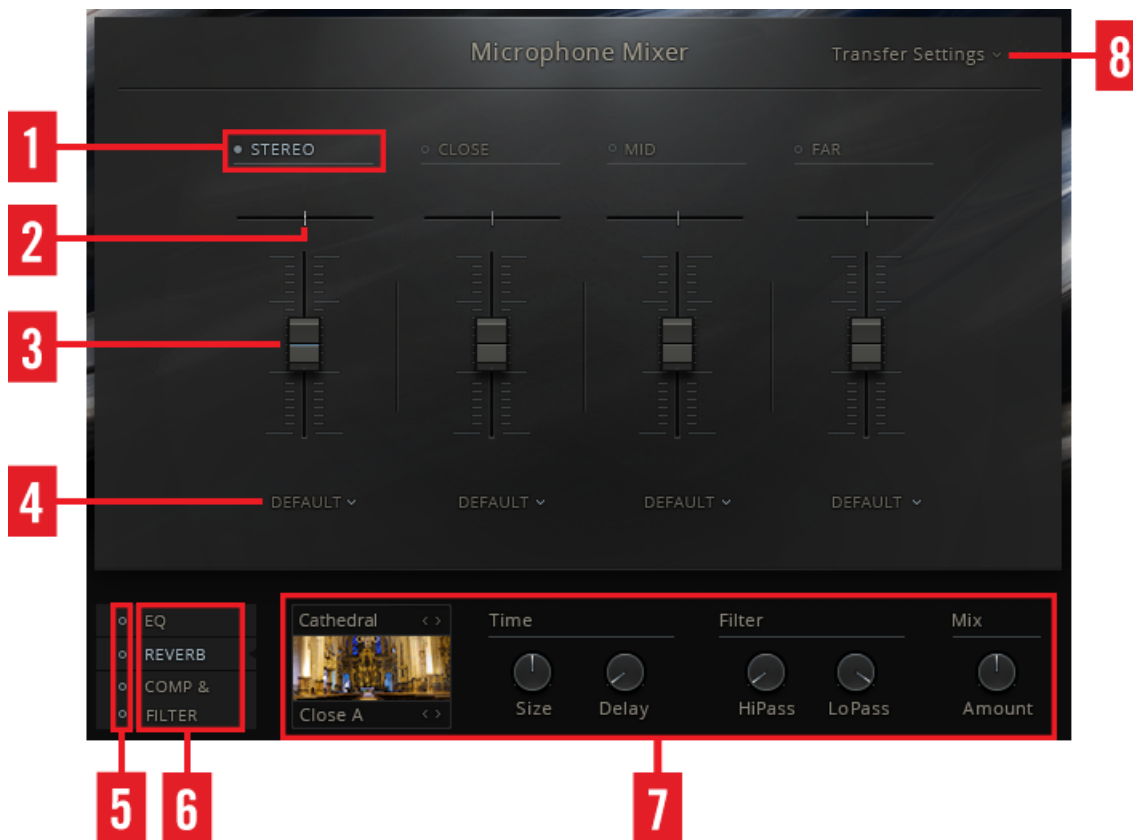 Microphone Mixer
Transfer Settings
8
1
STEREO
CLOSE
MID
FAR
2
3
4
DEFAULT
DEFAULT
DEFAULT
DEFAULT
EQ
REVERB
COMP &
FILTER
Cathedral
Close A
Time
Size
Delay
Filter
HiPass
LoPass
Mix
Amount
5
6
7